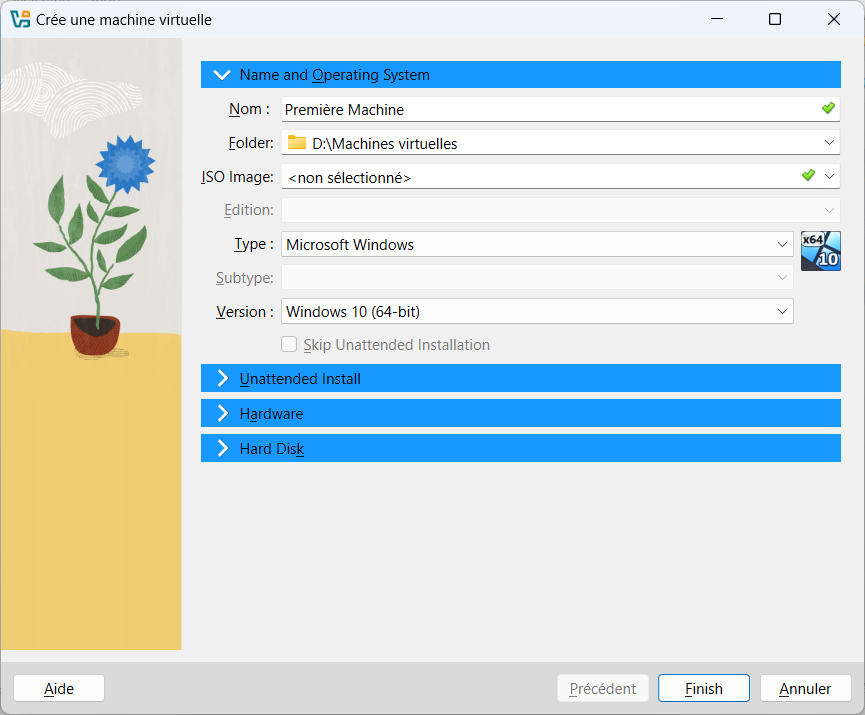 Crée une machine virtuelle
Name and Operating System
Nom : Première Machine
Folder: D:\Machines virtuelles
ISO Image: <non sélectionné>
Edition:
Type : Microsoft Windows
x64
10
Subtype:
Version : Windows 10 (64-bit)
Skip Unattended Installation
Unattended Install
Hardware
Hard Disk
Aide Précédent Finish Annuler